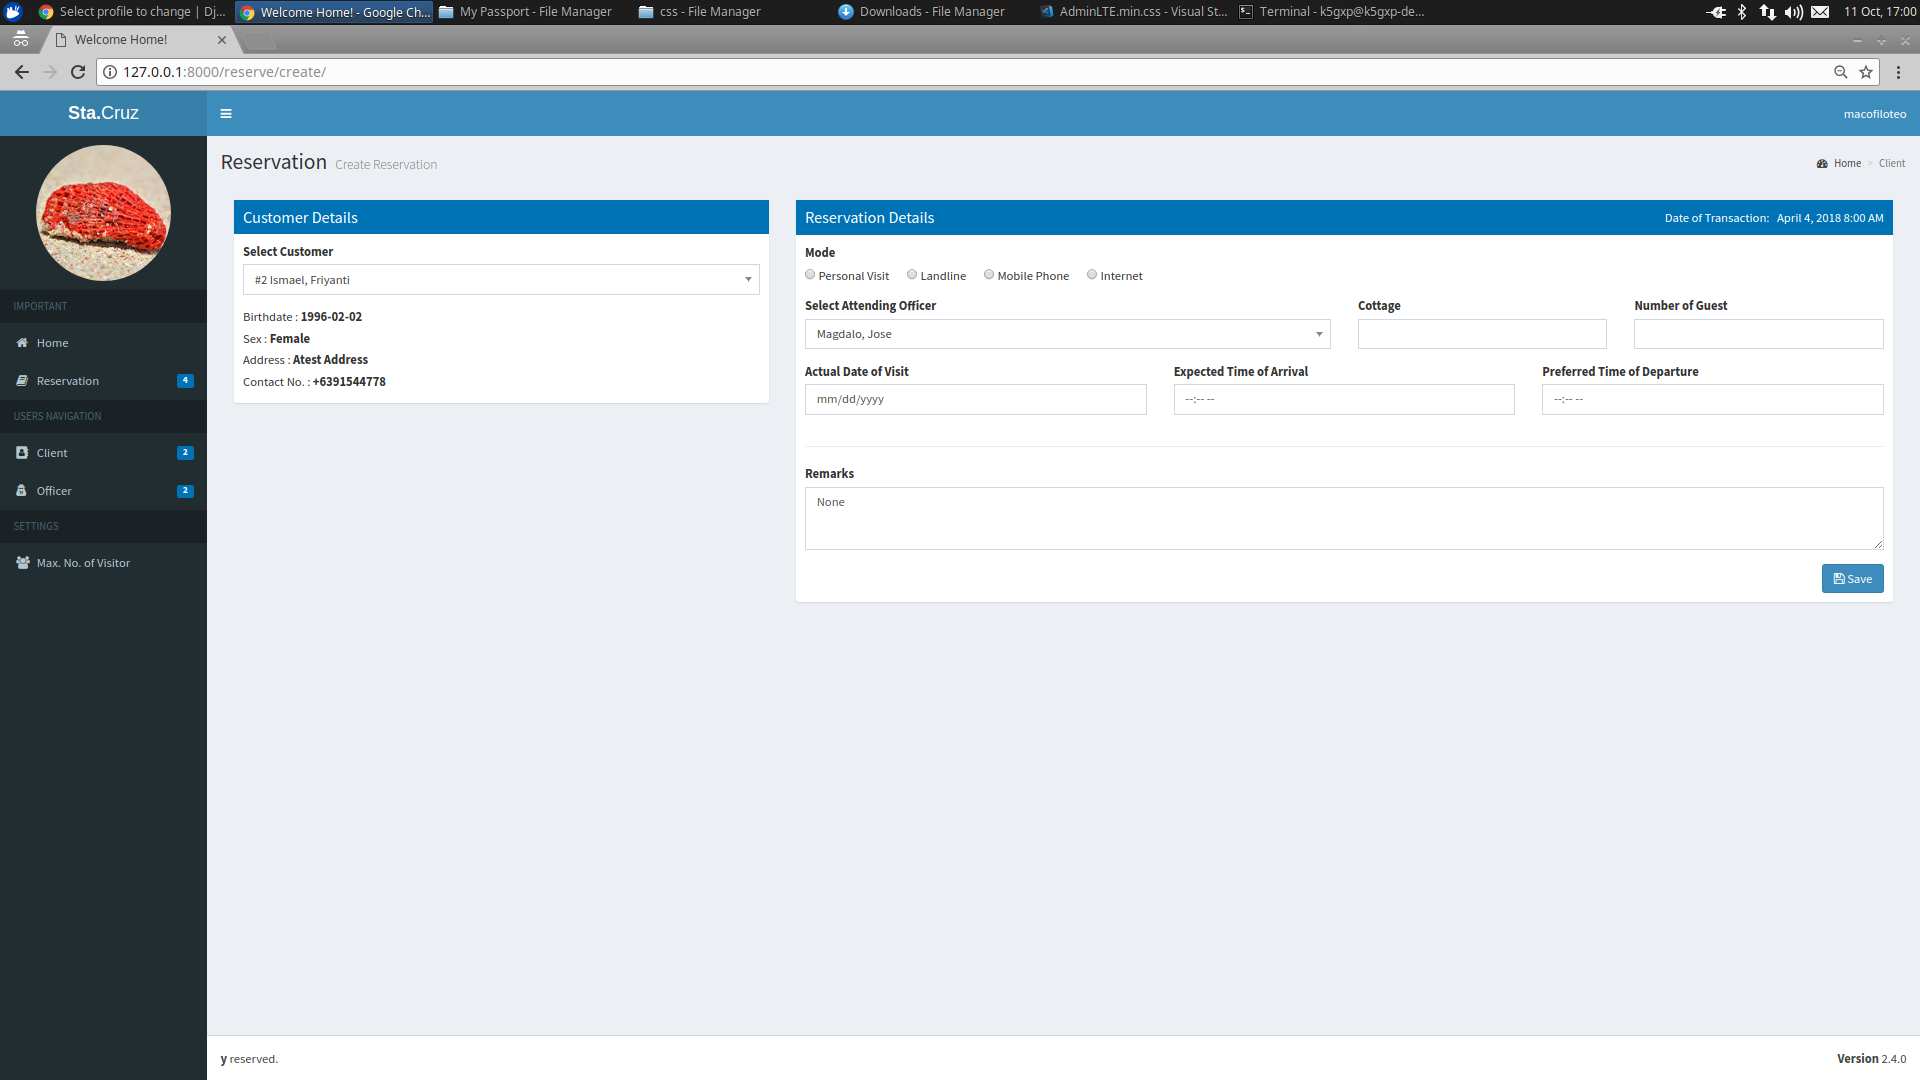 Select profile to change | Dj...
Welcome Home! - Google Ch...
My Passport - File Manager
css - File Manager
Downloads - File Manager
AdminLTE.min.css - Visual St...
Terminal - k5gxp@k5gxp-de...
11 Oct, 17:00
Welcome Home!
127.0.0.1:8000/reserve/create/
Sta.Cruz
macofiloteo
Reservation Create Reservation
Home > Client
IMPORTANT
Home
Reservation 4
USERS NAVIGATION
Client 2
Officer 2
SETTINGS
Max. No. of Visitor
Customer Details
Select Customer
#2 Ismael, Friyanti
Birthdate : 1996-02-02
Sex : Female
Address : Atest Address
Contact No. : +6391544778
Reservation Details
Date of Transaction: April 4, 2018 8:00 AM
Mode
Personal Visit Landline Mobile Phone Internet
Select Attending Officer Cottage Number of Guest
Magdalo, Jose
Actual Date of Visit Expected Time of Arrival Preferred Time of Departure
mm/dd/yyyy --:-- -- --:-- --
Remarks
None
Save
y reserved.
Version 2.4.0